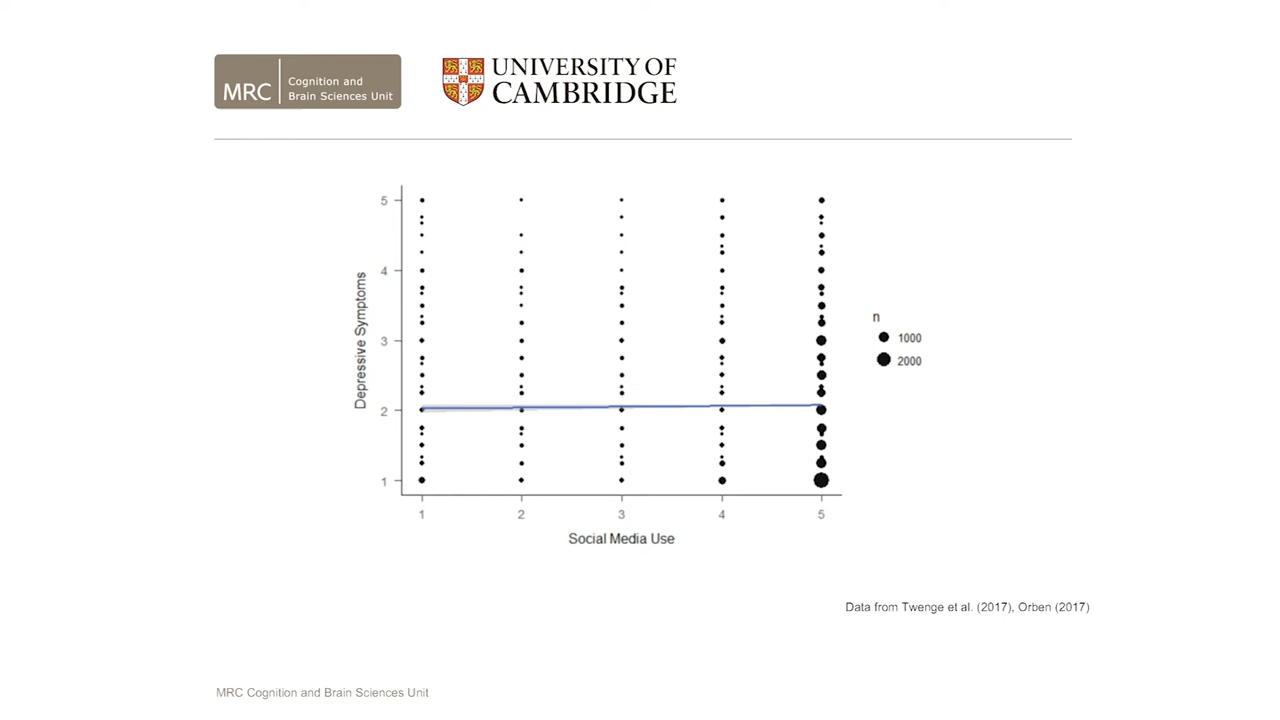 MRC
Cognition and
Brain Sciences Unit
UNIVERSITY OF
CAMBRIDGE
5
4
3
2
1
Depressive Symptoms
1 2 3 4 5
Social Media Use
n
1000
2000
Data from Twenge et al. (2017), Orben (2017)
MRC Cognition and Brain Sciences Unit